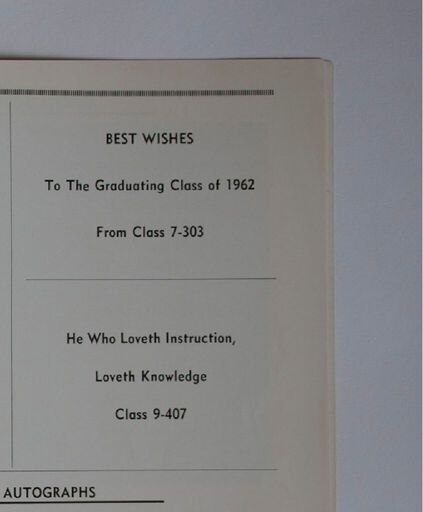 BEST WISHES
To The Graduating Class of 1962
From Class 7-303
He Who Loveth Instruction,
Loveth Knowledge
Class 9-407
AUTOGRAPHS